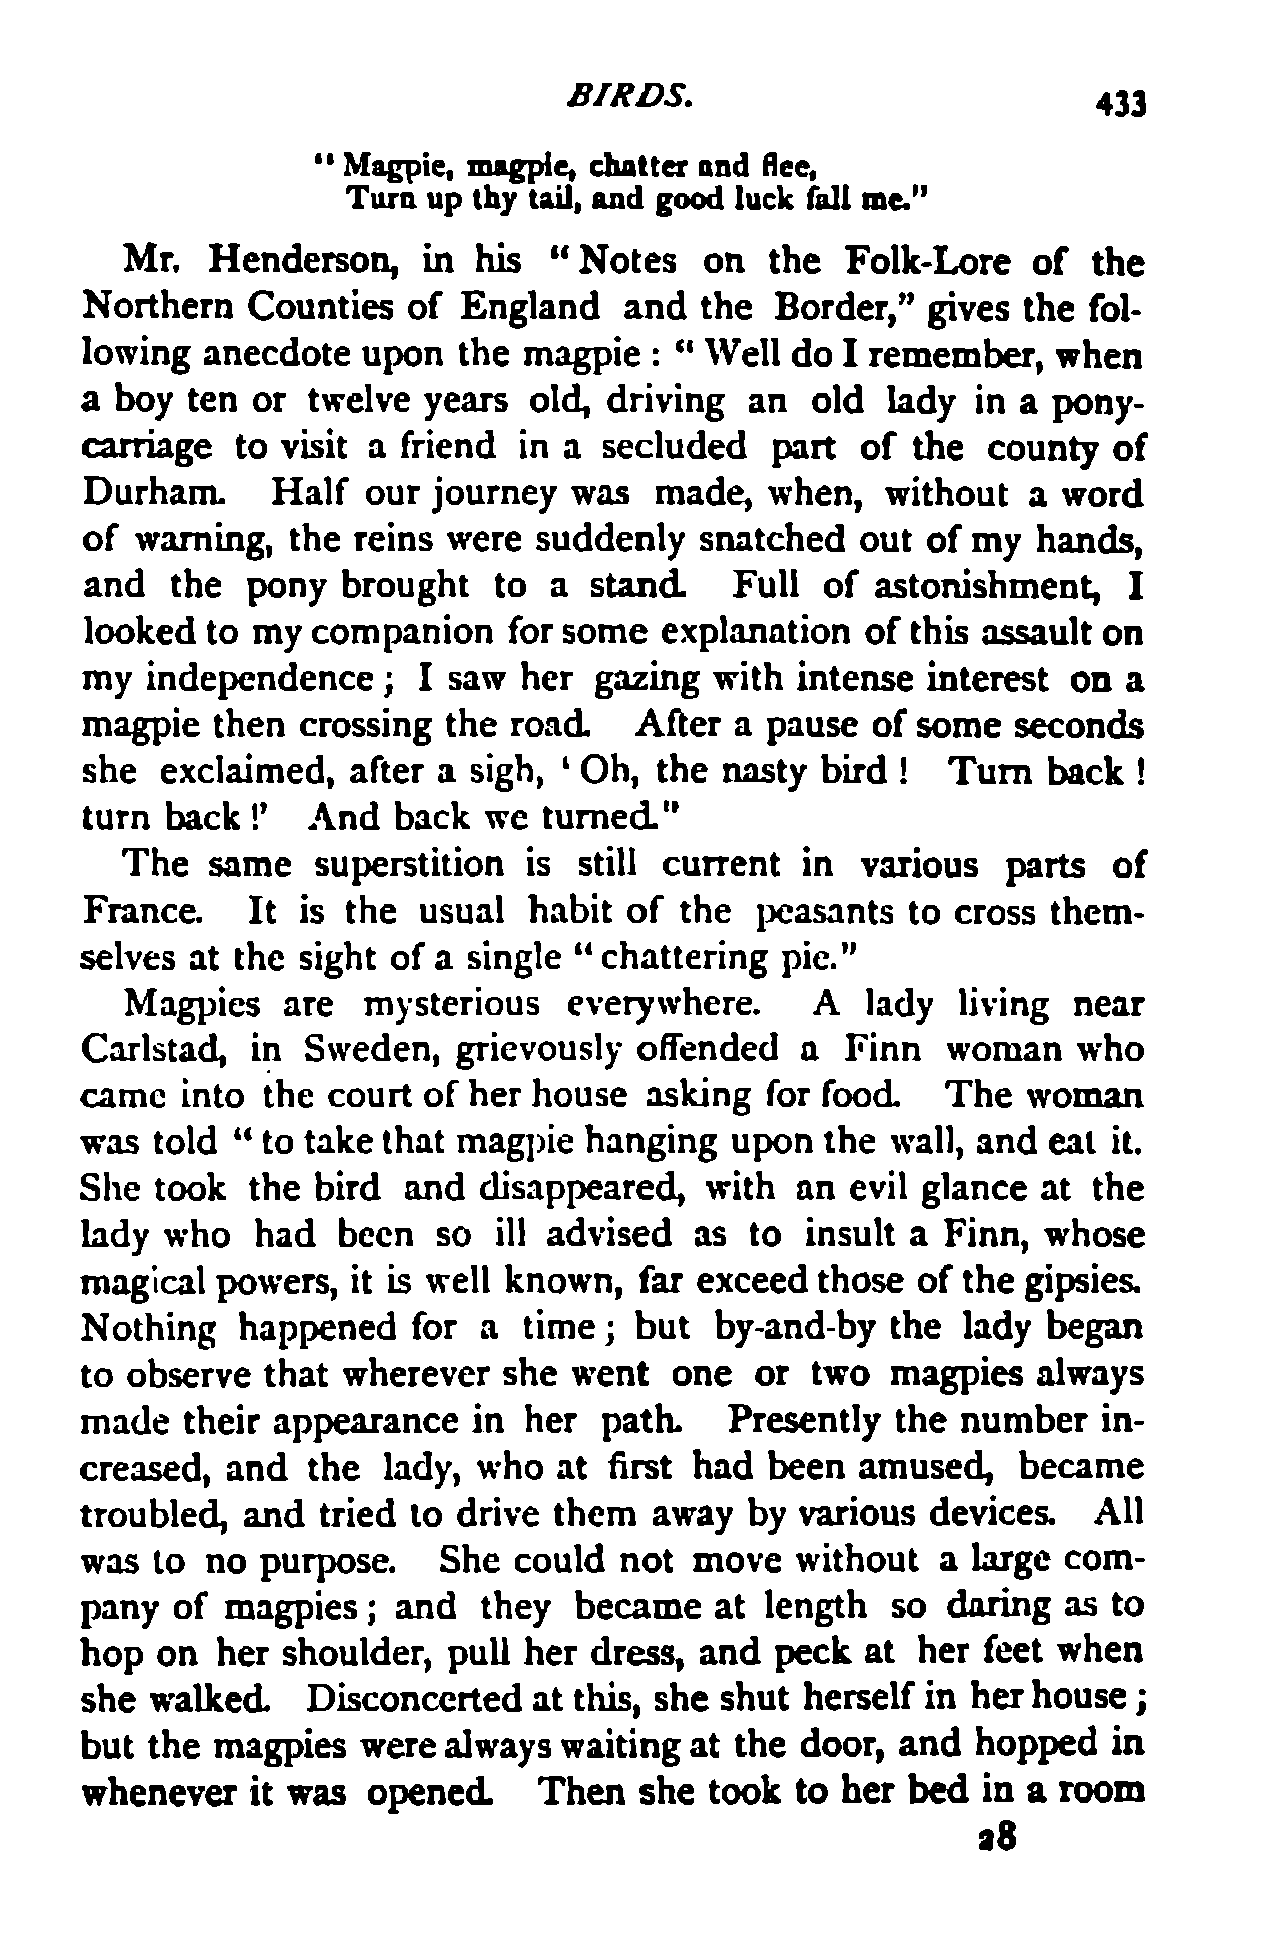 BIRDS.
433
“ Magpie, magpie, chatter and flee,
Turn up thy tail, and good luck fall me.”
Mr. Henderson, in his “ Notes on the Folk-Lore of the
Northern Counties of England and the Border,” gives the fol-
lowing anecdote upon the magpie : “ Well do I remember, when
a boy ten or twelve years old, driving an old lady in a pony-
carriage to visit a friend in a secluded part of the county of
Durham. Half our journey was made, when, without a word
of warning, the reins were suddenly snatched out of my hands,
and the pony brought to a stand. Full of astonishment, I
looked to my companion for some explanation of this assault on
my independence ; I saw her gazing with intense interest on a
magpie then crossing the road. After a pause of some seconds
she exclaimed, after a sigh, ‘ Oh, the nasty bird ! Turn back !
turn back !’ And back we turned.”
The same superstition is still current in various parts of
France. It is the usual habit of the peasants to cross them-
selves at the sight of a single “ chattering pie.”
Magpies are mysterious everywhere. A lady living near
Carlstad, in Sweden, grievously offended a Finn woman who
came into the court of her house asking for food. The woman
was told “ to take that magpie hanging upon the wall, and eat it.
She took the bird and disappeared, with an evil glance at the
lady who had been so ill advised as to insult a Finn, whose
magical powers, it is well known, far exceed those of the gipsies.
Nothing happened for a time ; but by-and-by the lady began
to observe that wherever she went one or two magpies always
made their appearance in her path. Presently the number in-
creased, and the lady, who at first had been amused, became
troubled, and tried to drive them away by various devices. All
was to no purpose. She could not move without a large com-
pany of magpies ; and they became at length so daring as to
hop on her shoulder, pull her dress, and peck at her feet when
she walked. Disconcerted at this, she shut herself in her house ;
but the magpies were always waiting at the door, and hopped in
whenever it was opened. Then she took to her bed in a room
28